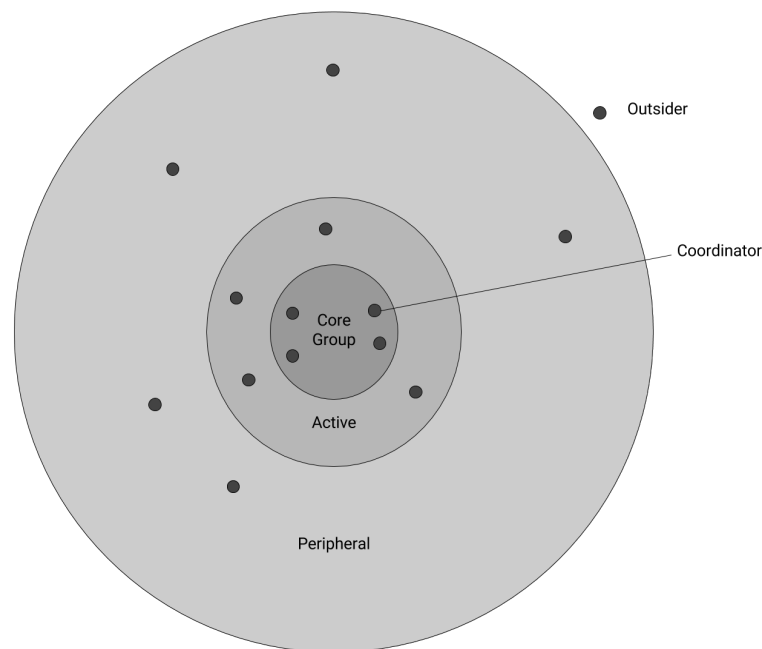 Outsider
Coordinator
Core
Group
Active
Peripheral